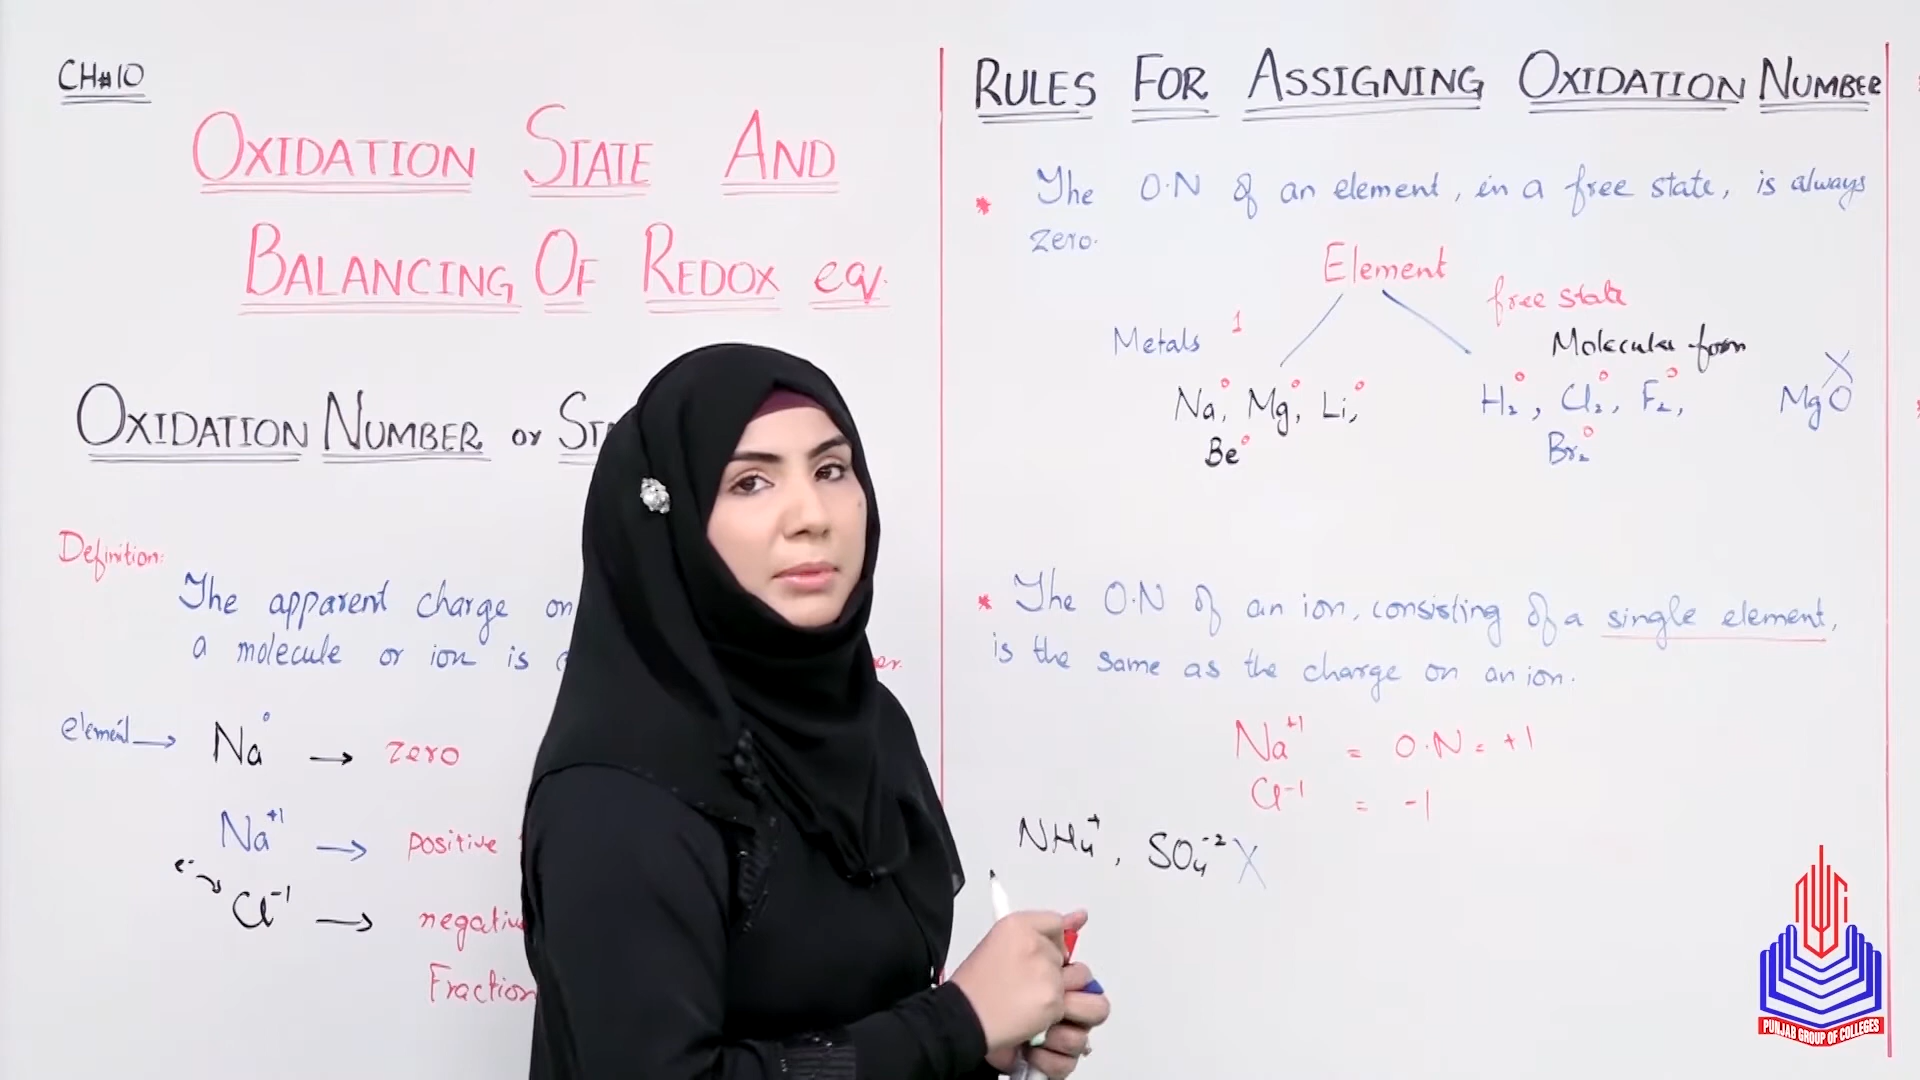 CH#10
OXIDATION STATE AND
BALANCING OF REDOX eq.
OXIDATION NUMBER or
Definition:
The apparent charge on
a molecule or ion is
element → Na° → zero
Na⁺¹ → positive
e⁻ Cl⁻¹ → negative
Fraction
RULES FOR ASSIGNING OXIDATION NUMBER
* The O.N of an element, in a free state, is always
zero.
Element
free state
Metals 1
Molecular form
Na°, Mg°, Li°,
H₂°, Cl₂°, F₂°, MgO X
Be°
Br₂°
* The O.N of an ion, consisting of a single element,
is the same as the charge on an ion.
Na⁺¹ = O.N = +1
Cl⁻¹ = -1
NH₄⁺, SO₄⁻² X
PUNJAB GROUP OF COLLEGES